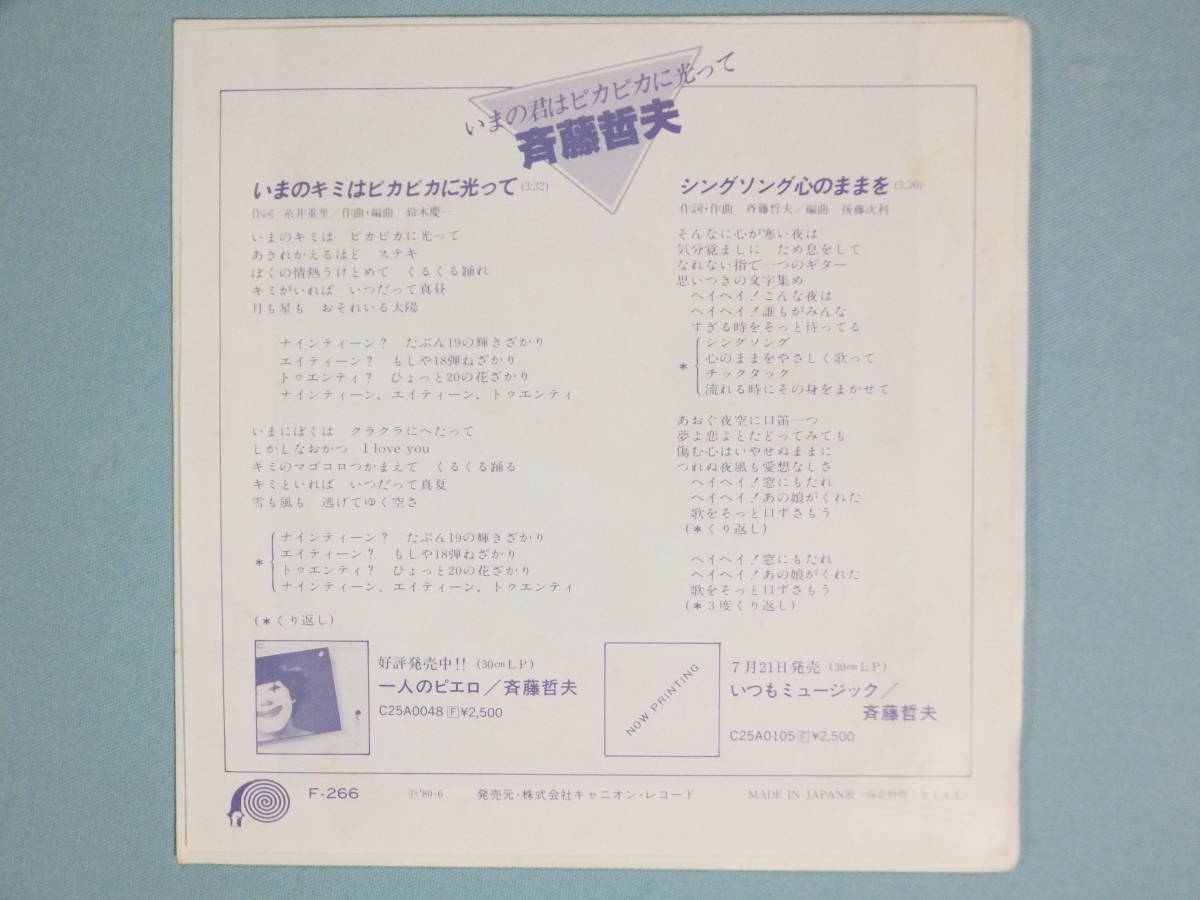 いまの君はピカピカに光って
斉藤哲夫
いまのキミはピカピカに光って (3:32)
作詞 糸井重里/作曲・編曲 鈴木慶一
いまのキミは ピカピカに光って
あきれかえるほど ステキ
ぼくの情熱うけとめて くるくる踊れ
キミがいれば いつだって真昼
月も星も おそれいる太陽
ナインティーン? たぶん19の輝きざかり
エイティーン? もしや18弾ねざかり
トゥエンティ? ひょっと20の花ざかり
ナインティーン、エイティーン、トゥエンティ
いまにぼくは クラクラにへたって
しかしなおかつ I love you
キミのマゴコロつかまえて くるくる踊る
キミといれば いつだって真夏
雪も風も 逃げてゆく空さ
* ナインティーン? たぶん19の輝きざかり
エイティーン? もしや18弾ねざかり
トゥエンティ? ひょっと20の花ざかり
ナインティーン、エイティーン、トゥエンティ
(*くり返し)
シングソング心のままを (3:36)
作詞・作曲 斉藤哲夫/編曲 後藤次利
そんなに心が寒い夜は
気分覚ましに ため息をして
なれない指で一つのギター
思いつきの文字集め
ヘイヘイ!こんな夜は
ヘイヘイ!誰もがみんな
すぎる時をそっと待ってる
* シングソング
心のままをやさしく歌って
チックタック
流れる時にその身をまかせて
あおぐ夜空に口笛一つ
夢よ恋よとたどってみても
傷む心はいやせぬままに
つれぬ夜風も愛想なしさ
ヘイヘイ!窓にもたれ
ヘイヘイ!あの娘がくれた
歌をそっと口ずさもう
(*くり返し)
ヘイヘイ!窓にもたれ
ヘイヘイ!あの娘がくれた
歌をそっと口ずさもう
(*3度くり返し)
好評発売中!! (30cmLP)
一人のピエロ/斉藤哲夫
C25A0048 F ¥2,500
NOW PRINTING
7月21日発売 (30cmLP)
いつもミュージック/
斉藤哲夫
C25A0105 F ¥2,500
F-266 Ⓟ'80・6 発売元・株式会社キャニオン・レコード MADE IN JAPAN